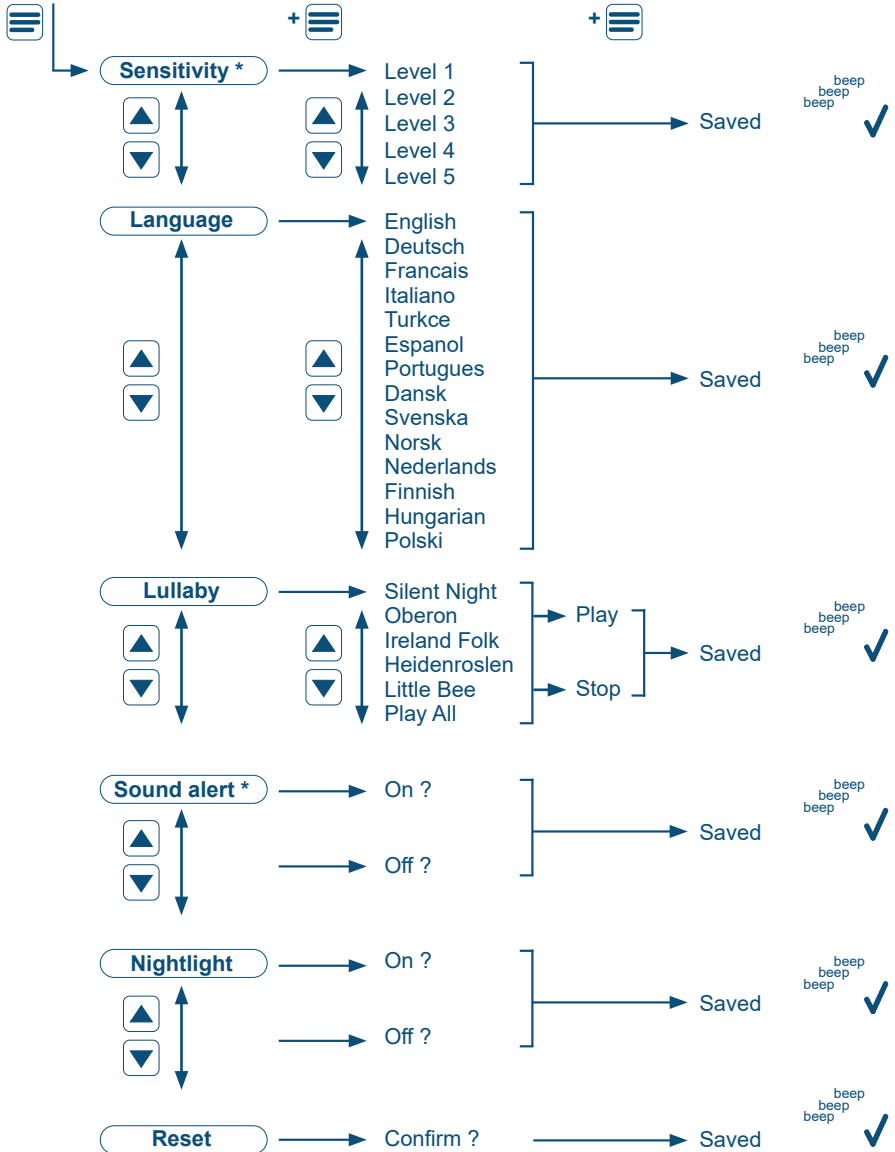 +
+
Sensitivity *
Level 1
Level 2
Level 3
Level 4
Level 5
Saved
beep
beep
beep
Language
English
Deutsch
Francais
Italiano
Turkce
Espanol
Portugues
Dansk
Svenska
Norsk
Nederlands
Finnish
Hungarian
Polski
Saved
beep
beep
beep
Lullaby
Silent Night
Oberon
Ireland Folk
Heidenroslen
Little Bee
Play All
Play
Stop
Saved
beep
beep
beep
Sound alert *
On ?
Off ?
Saved
beep
beep
beep
Nightlight
On ?
Off ?
Saved
beep
beep
beep
Reset
Confirm ?
Saved
beep
beep
beep